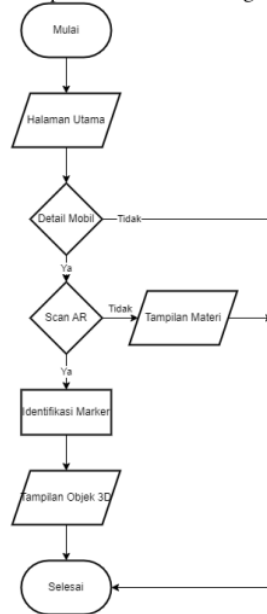 Mulai
Halaman Utama
Detail Mobil
Tidak
Ya
Scan AR
Tidak
Tampilan Materi
Ya
Identifikasi Marker
Tampilan Objek 3D
Selesai